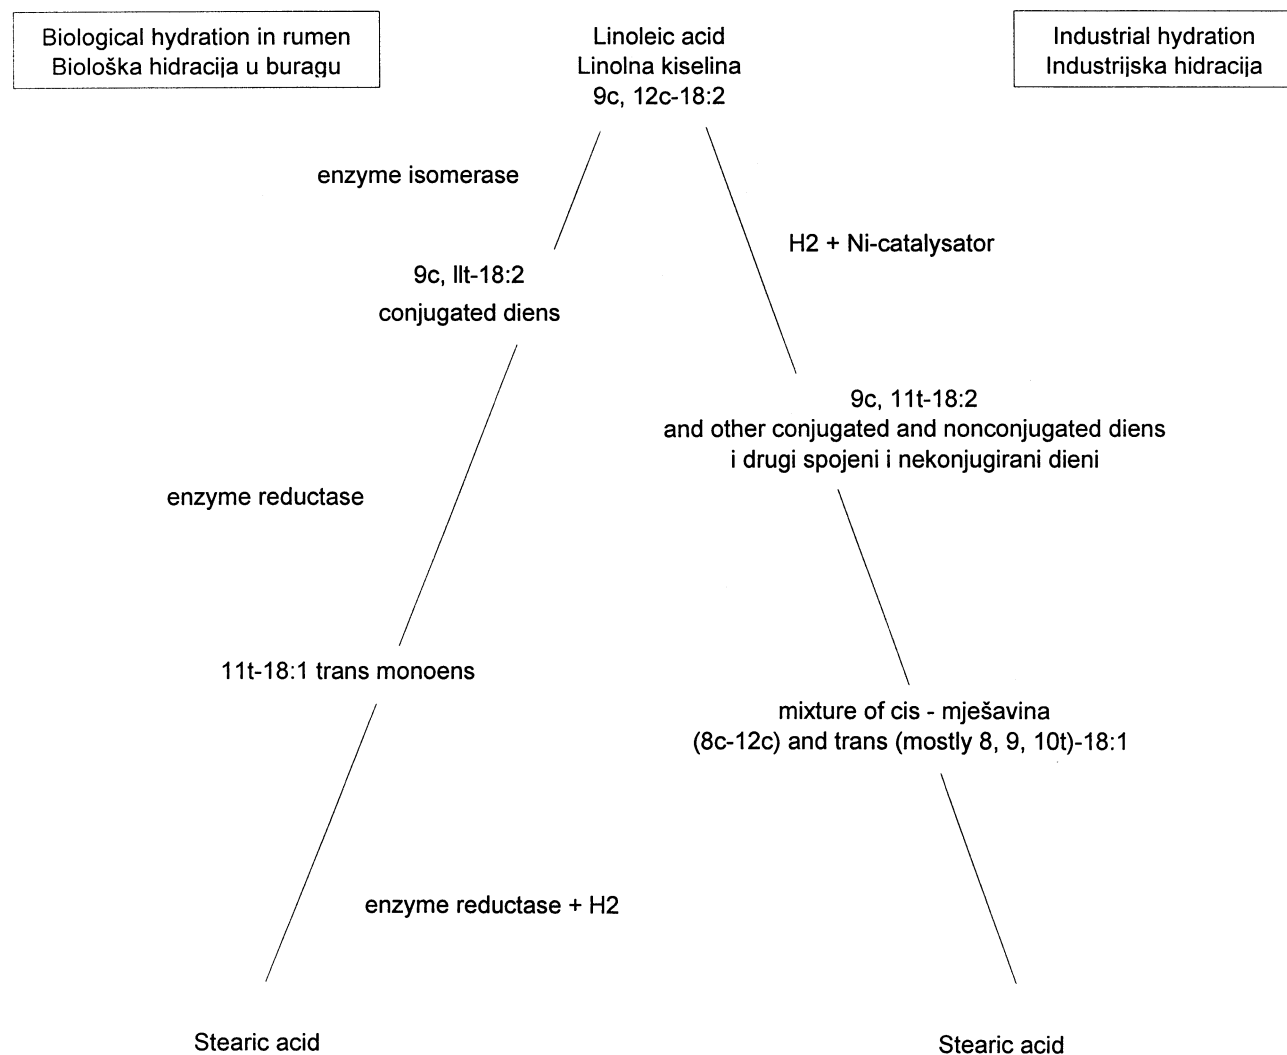 Biological hydration in rumen
Biološka hidracija u buragu
Linoleic acid
Linolna kiselina
9c, 12c-18:2
Industrial hydration
Industrijska hidracija
enzyme isomerase
H2 + Ni-catalysator
9c, llt-18:2
conjugated diens
9c, 11t-18:2
and other conjugated and nonconjugated diens
i drugi spojeni i nekonjugirani dieni
enzyme reductase
11t-18:1 trans monoens
mixture of cis - mješavina
(8c-12c) and trans (mostly 8, 9, 10t)-18:1
enzyme reductase + H2
Stearic acid
Stearic acid